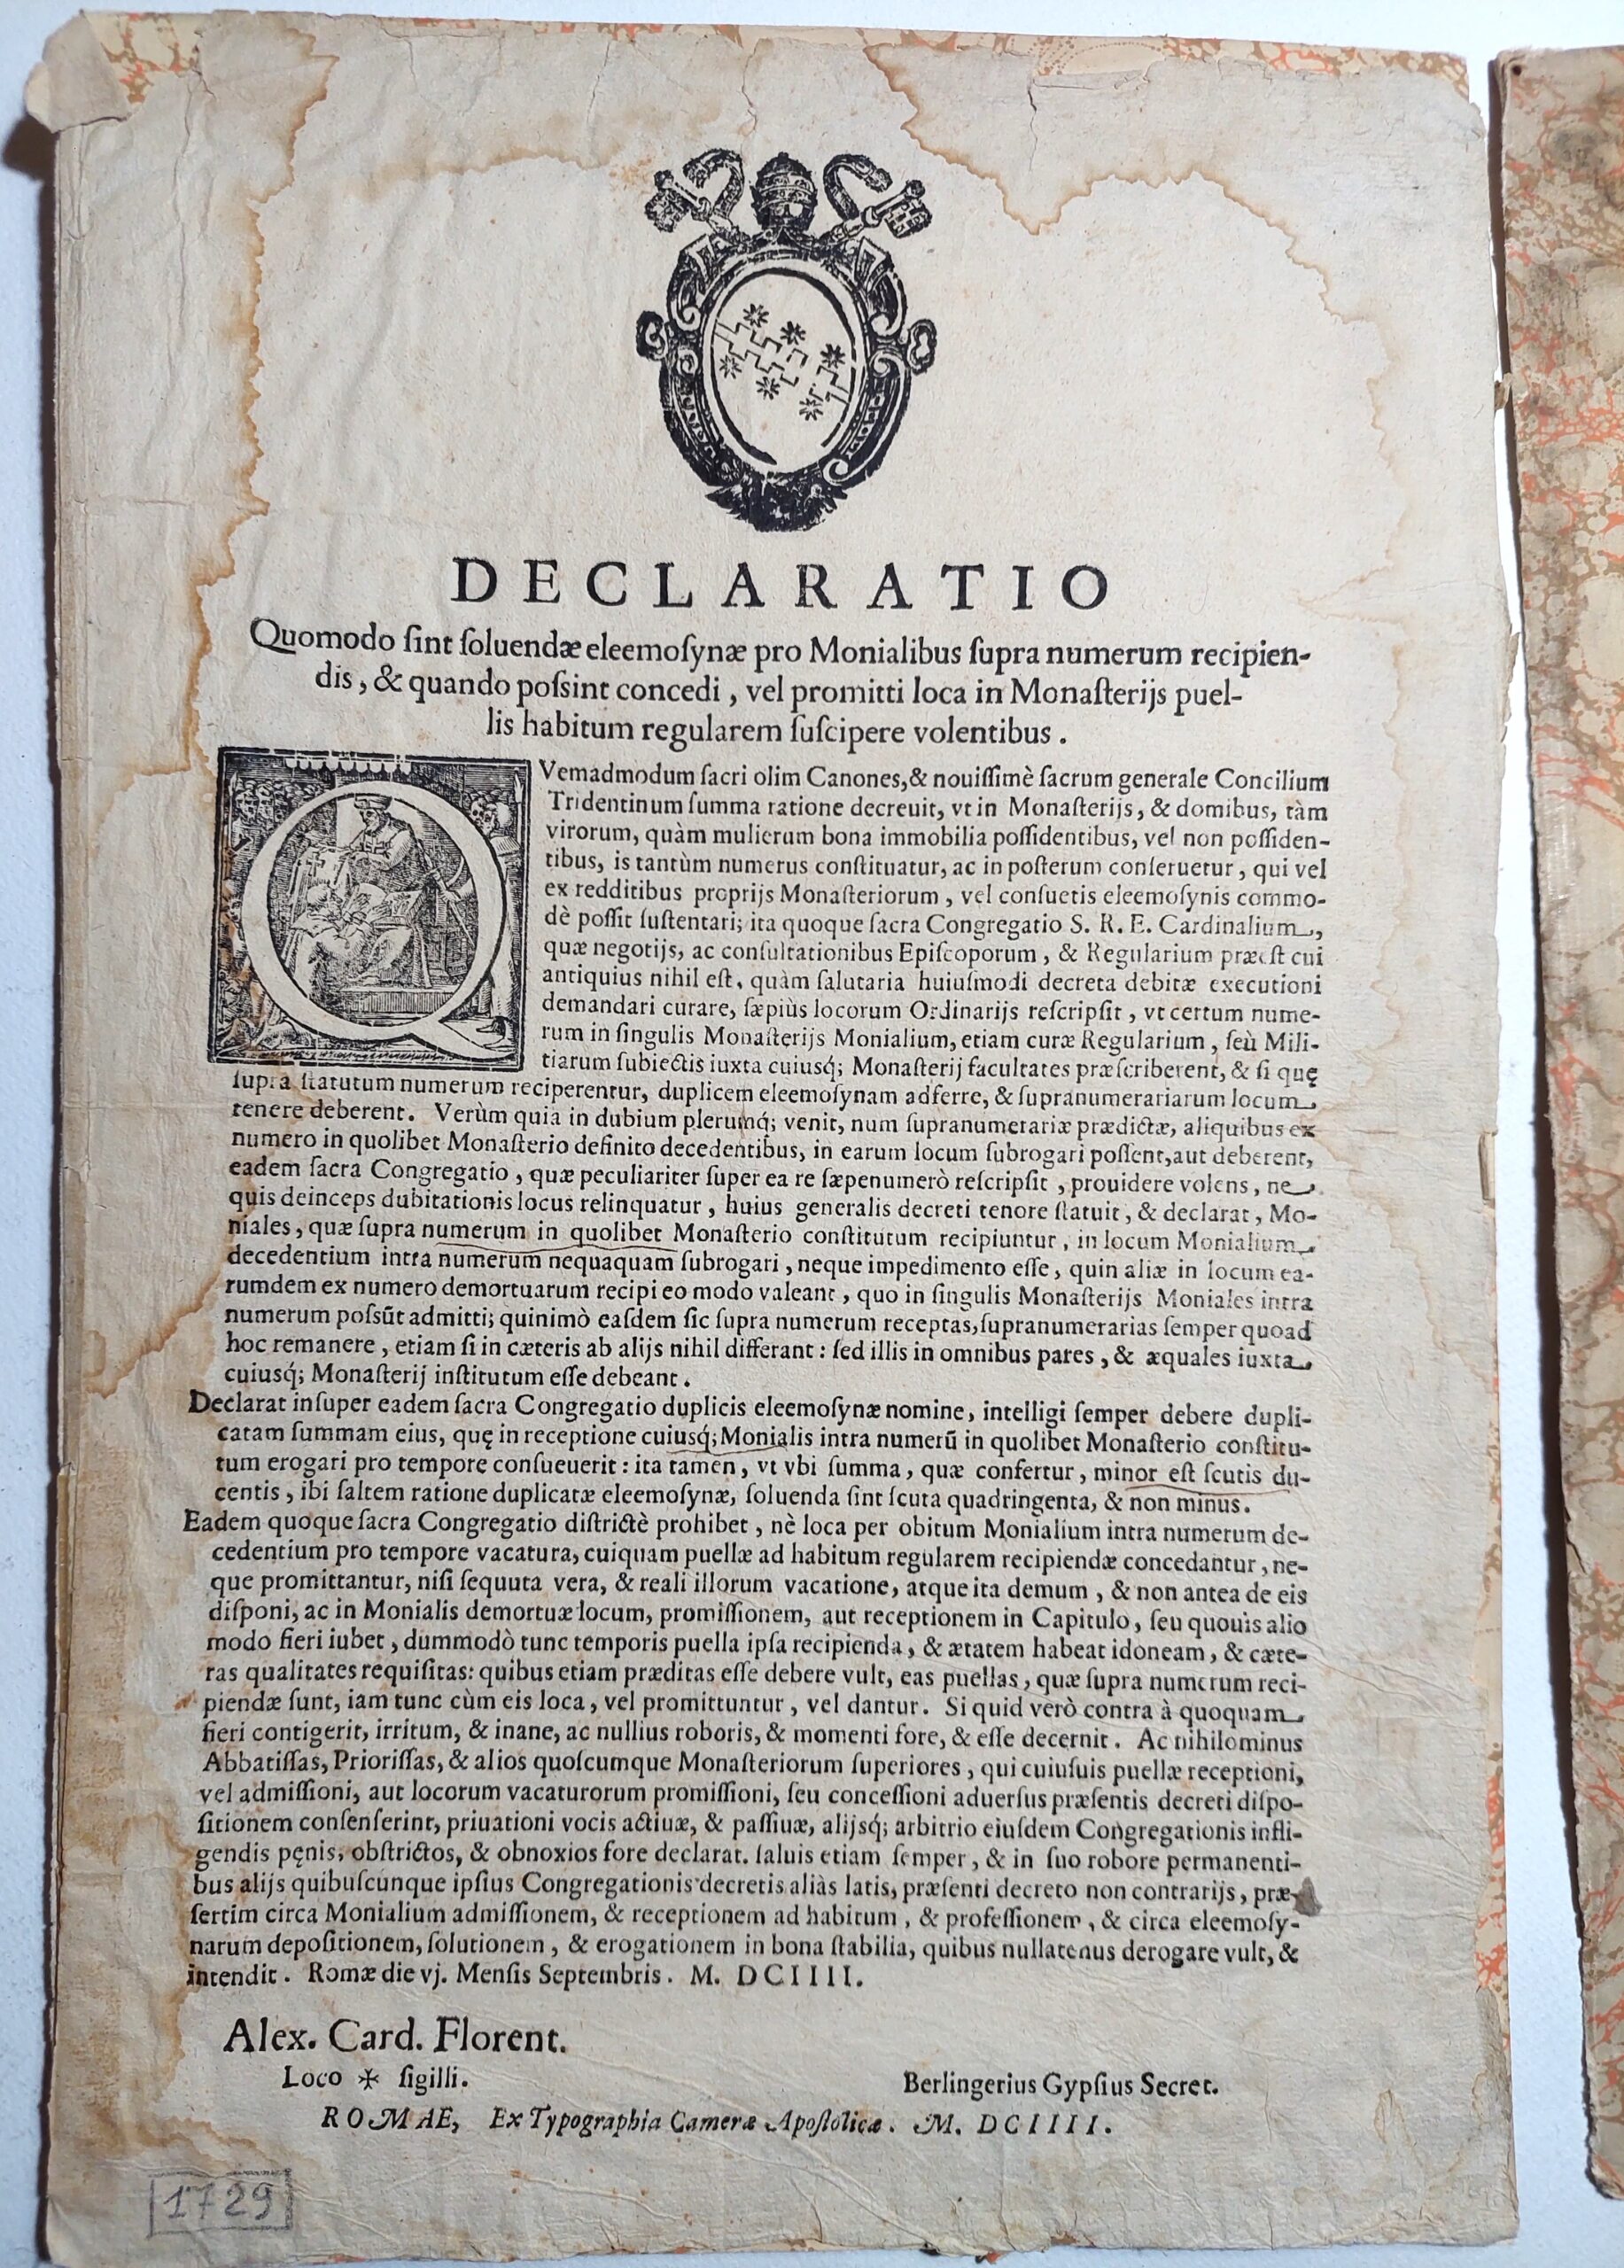 DECLARATIO
Quomodo ſint ſoluendæ eleemoſynæ pro Monialibus ſupra numerum recipien-
dis, & quando poſsint concedi, vel promitti loca in Monaſterijs puel-
lis habitum regularem ſuſcipere volentibus.
QVemadmodum ſacri olim Canones, & nouiſſimè ſacrum generale Concilium
Tridentinum ſumma ratione decreuit, vt in Monaſterijs, & domibus, tàm
virorum, quàm mulierum bona immobilia poſſidentibus, vel non poſſiden-
tibus, is tantùm numerus conſtituatur, ac in poſterum conſeruetur, qui vel
ex redditibus proprijs Monaſteriorum, vel conſuetis eleemoſynis commo-
dè poſſit ſuſtentari; ita quoque ſacra Congregatio S. R. E. Cardinalium,
quæ negotijs, ac conſultationibus Epiſcoporum, & Regularium præeſt cui
antiquius nihil eſt, quàm ſalutaria huiuſmodi decreta debitæ executioni
demandari curare, ſæpiùs locorum Ordinarijs reſcripſit, vt certum nume-
rum in ſingulis Monaſterijs Monialium, etiam curæ Regularium, ſeù Mili-
tiarum ſubiectis iuxta cuiusq́; Monaſterij facultates præſcriberent, & ſi quę
ſupra ſtatutum numerum reciperentur, duplicem eleemoſynam adferre, & ſupranumerariarum locum
tenere deberent. Verùm quia in dubium plerumq́; venit, num ſupranumerariæ prædictæ, aliquibus ex
numero in quolibet Monaſterio definito decedentibus, in earum locum ſubrogari poſſent, aut deberent,
eadem ſacra Congregatio, quæ peculiariter ſuper ea re ſæpenumerò reſcripſit, prouidere volens, ne
quis deinceps dubitationis locus relinquatur, huius generalis decreti tenore ſtatuit, & declarat, Mo-
niales, quæ ſupra numerum in quolibet Monaſterio conſtitutum recipiuntur, in locum Monialium
decedentium intra numerum nequaquam ſubrogari, neque impedimento eſſe, quin aliæ in locum ea-
rumdem ex numero demortuarum recipi eo modo valeant, quo in ſingulis Monaſterijs Moniales intra
numerum poſsũt admitti; quinimò eaſdem ſic ſupra numerum receptas, ſupranumerarias ſemper quoad
hoc remanere, etiam ſi in cæteris ab alijs nihil differant: ſed illis in omnibus pares, & æquales iuxta
cuiusq́; Monaſterij inſtitutum eſſe debeant.
Declarat inſuper eadem ſacra Congregatio duplicis eleemoſynæ nomine, intelligi ſemper debere dupli-
catam ſummam eius, quę in receptione cuiusq́; Monialis intra numerũ in quolibet Monaſterio conſtitu-
tum erogari pro tempore conſueuerit: ita tamen, vt vbi ſumma, quæ confertur, minor eſt ſcutis du-
centis, ibi ſaltem ratione duplicatæ eleemoſynæ, ſoluenda ſint ſcuta quadringenta, & non minus.
Eadem quoque ſacra Congregatio diſtrictè prohibet, nè loca per obitum Monialium intra numerum de-
cedentium pro tempore vacatura, cuiquam puellæ ad habitum regularem recipiendæ concedantur, ne-
que promittantur, niſi ſequuta vera, & reali illorum vacatione, atque ita demum, & non antea de eis
diſponi, ac in Monialis demortuæ locum, promiſſionem, aut receptionem in Capitulo, ſeu quouis alio
modo fieri iubet, dummodò tunc temporis puella ipſa recipienda, & ætatem habeat idoneam, & cæte-
ras qualitates requiſitas: quibus etiam præditas eſſe debere vult, eas puellas, quæ ſupra numerum reci-
piendæ ſunt, iam tunc cùm eis loca, vel promittuntur, vel dantur. Si quid verò contra à quoquam
fieri contigerit, irritum, & inane, ac nullius roboris, & momenti fore, & eſſe decernit. Ac nihilominus
Abbatiſſas, Prioriſſas, & alios quoſcumque Monaſteriorum ſuperiores, qui cuiuſuis puellæ receptioni,
vel admiſſioni, aut locorum vacaturorum promiſſioni, ſeu conceſſioni aduerſus præſentis decreti diſpo-
ſitionem conſenſerint, priuationi vocis actiuæ, & paſſiuæ, alijsq́; arbitrio eiuſdem Congregationis infli-
gendis pęnis, obſtrictos, & obnoxios fore declarat. ſaluis etiam ſemper, & in ſuo robore permanenti-
bus alijs quibuſcunque ipſius Congregationis decretis aliàs latis, præſenti decreto non contrarijs, præ-
ſertim circa Monialium admiſſionem, & receptionem ad habitum, & profeſſionem, & circa eleemoſy-
narum depoſitionem, ſolutionem, & erogationem in bona ſtabilia, quibus nullatenus derogare vult, &
intendit. Romæ die vj. Menſis Septembris. M. DCIIII.
Alex. Card. Florent.
Loco ✠ ſigilli.
Berlingerius Gypſius Secret.
ROMAE, Ex Typographia Cameræ Apoſtolicæ. M. DCIIII.
1729